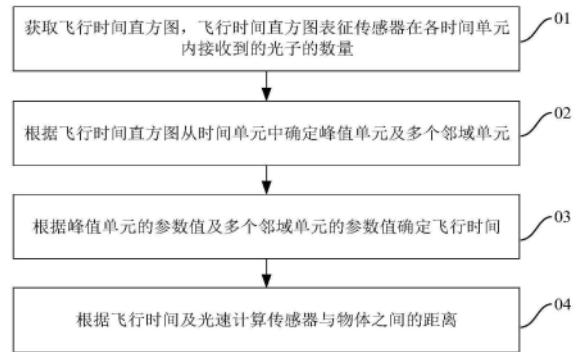 获取飞行时间直方图，飞行时间直方图表征传感器在各时间单元
内接收到的光子的数量
01
根据飞行时间直方图从时间单元中确定峰值单元及多个邻域单元
02
根据峰值单元的参数值及多个邻域单元的参数值确定飞行时间
03
根据飞行时间及光速计算传感器与物体之间的距离
04